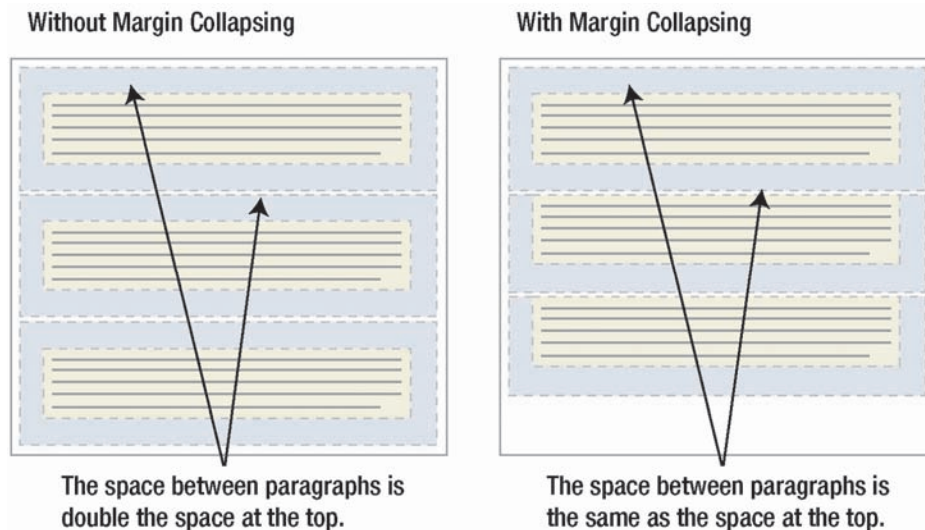 Without Margin Collapsing
With Margin Collapsing
The space between paragraphs is
double the space at the top.
The space between paragraphs is
the same as the space at the top.